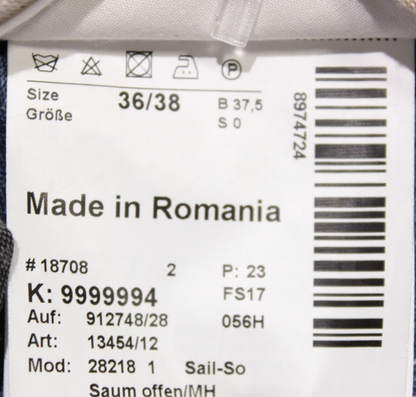 P
Size 36/38 B 37,5
Größe S 0
8974724
Made in Romania
# 18708 2 P: 23
K: 9999994 FS17
Auf: 912748/28 056H
Art: 13454/12
Mod: 28218 1 Sail-So
Saum offen/MH